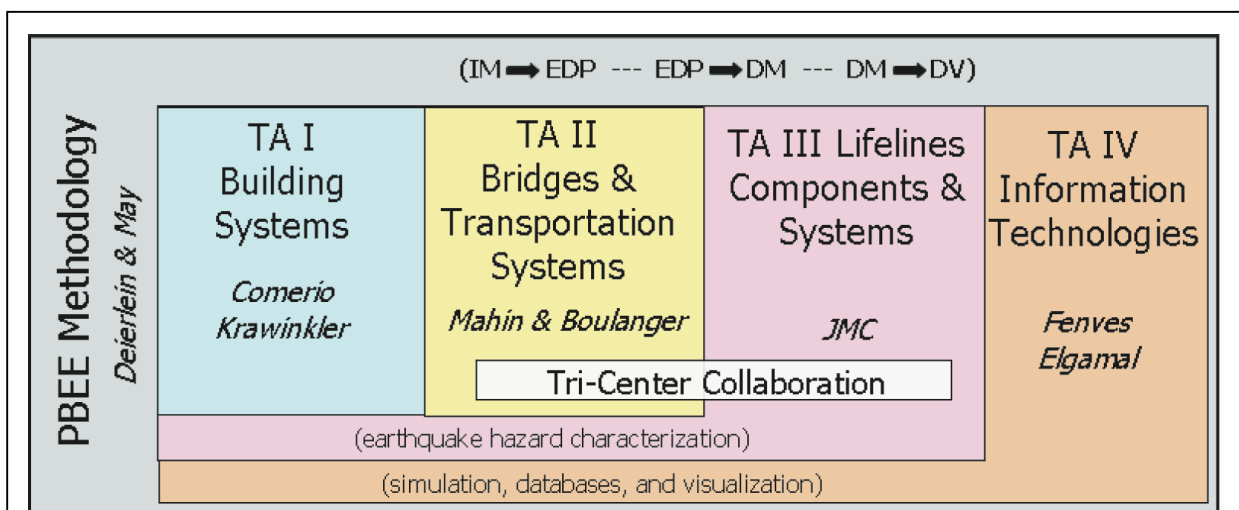 (IM➡EDP --- EDP➡DM --- DM➡DV)
PBEE Methodology
Deierlein & May
TA I
Building
Systems
Comerio
Krawinkler
TA II
Bridges &
Transportation
Systems
Mahin & Boulanger
TA III Lifelines
Components &
Systems
JMC
TA IV
Information
Technologies
Fenves
Elgamal
Tri-Center Collaboration
(earthquake hazard characterization)
(simulation, databases, and visualization)